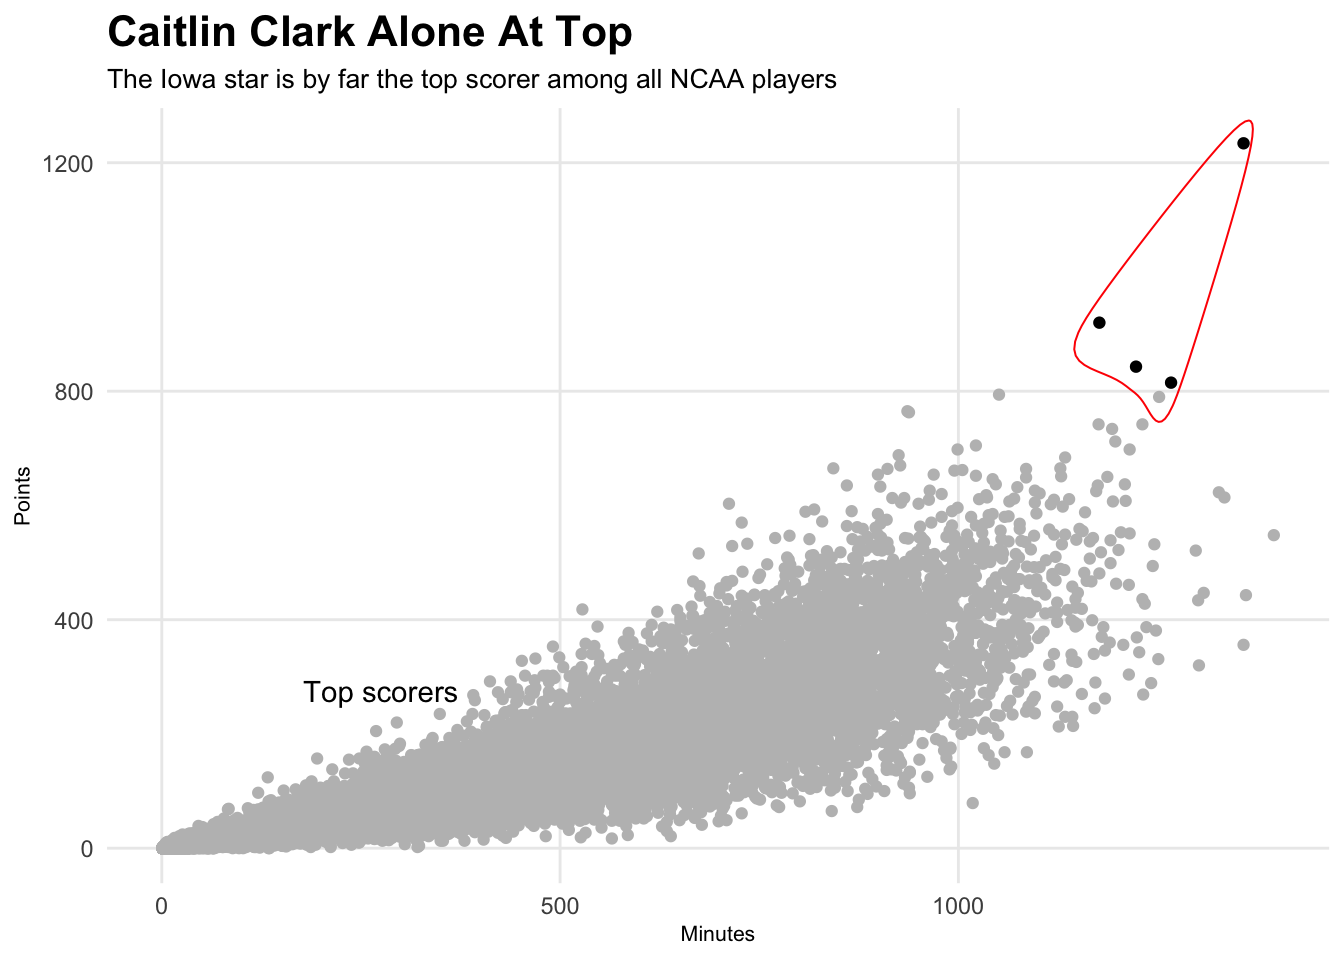 Caitlin Clark Alone At Top
The Iowa star is by far the top scorer among all NCAA players
1200
800
400
0
Points
Top scorers
0 500 1000
Minutes